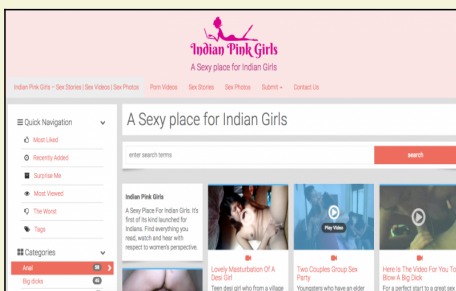 Indian Pink Girls
A Sexy place for Indian Girls
Indian Pink Girls – Sex Stories | Sex Videos | Sex Photos Porn Videos Sex Stories Sex Photos Submit Contact Us
Quick Navigation
Most Liked
Recently Added
Surprise Me
Most Viewed
The Worst
Tags
Categories
Anal
Big dicks
A Sexy place for Indian Girls
enter search terms
search
Indian Pink Girls
A Sexy Place For Indian Girls. It's
first of its kind launched for
Indians. Find everything you
read, watch and hear with
respect to women's perspective.
Lovely Masturbation Of A
Desi Girl
Teen desi girl who from a village
Play Video
Two Couples Group Sex
Party
Youngsters who have an elder
Here Is The Video For You To
Blow A Big Dick
For a perfect start to a great sex